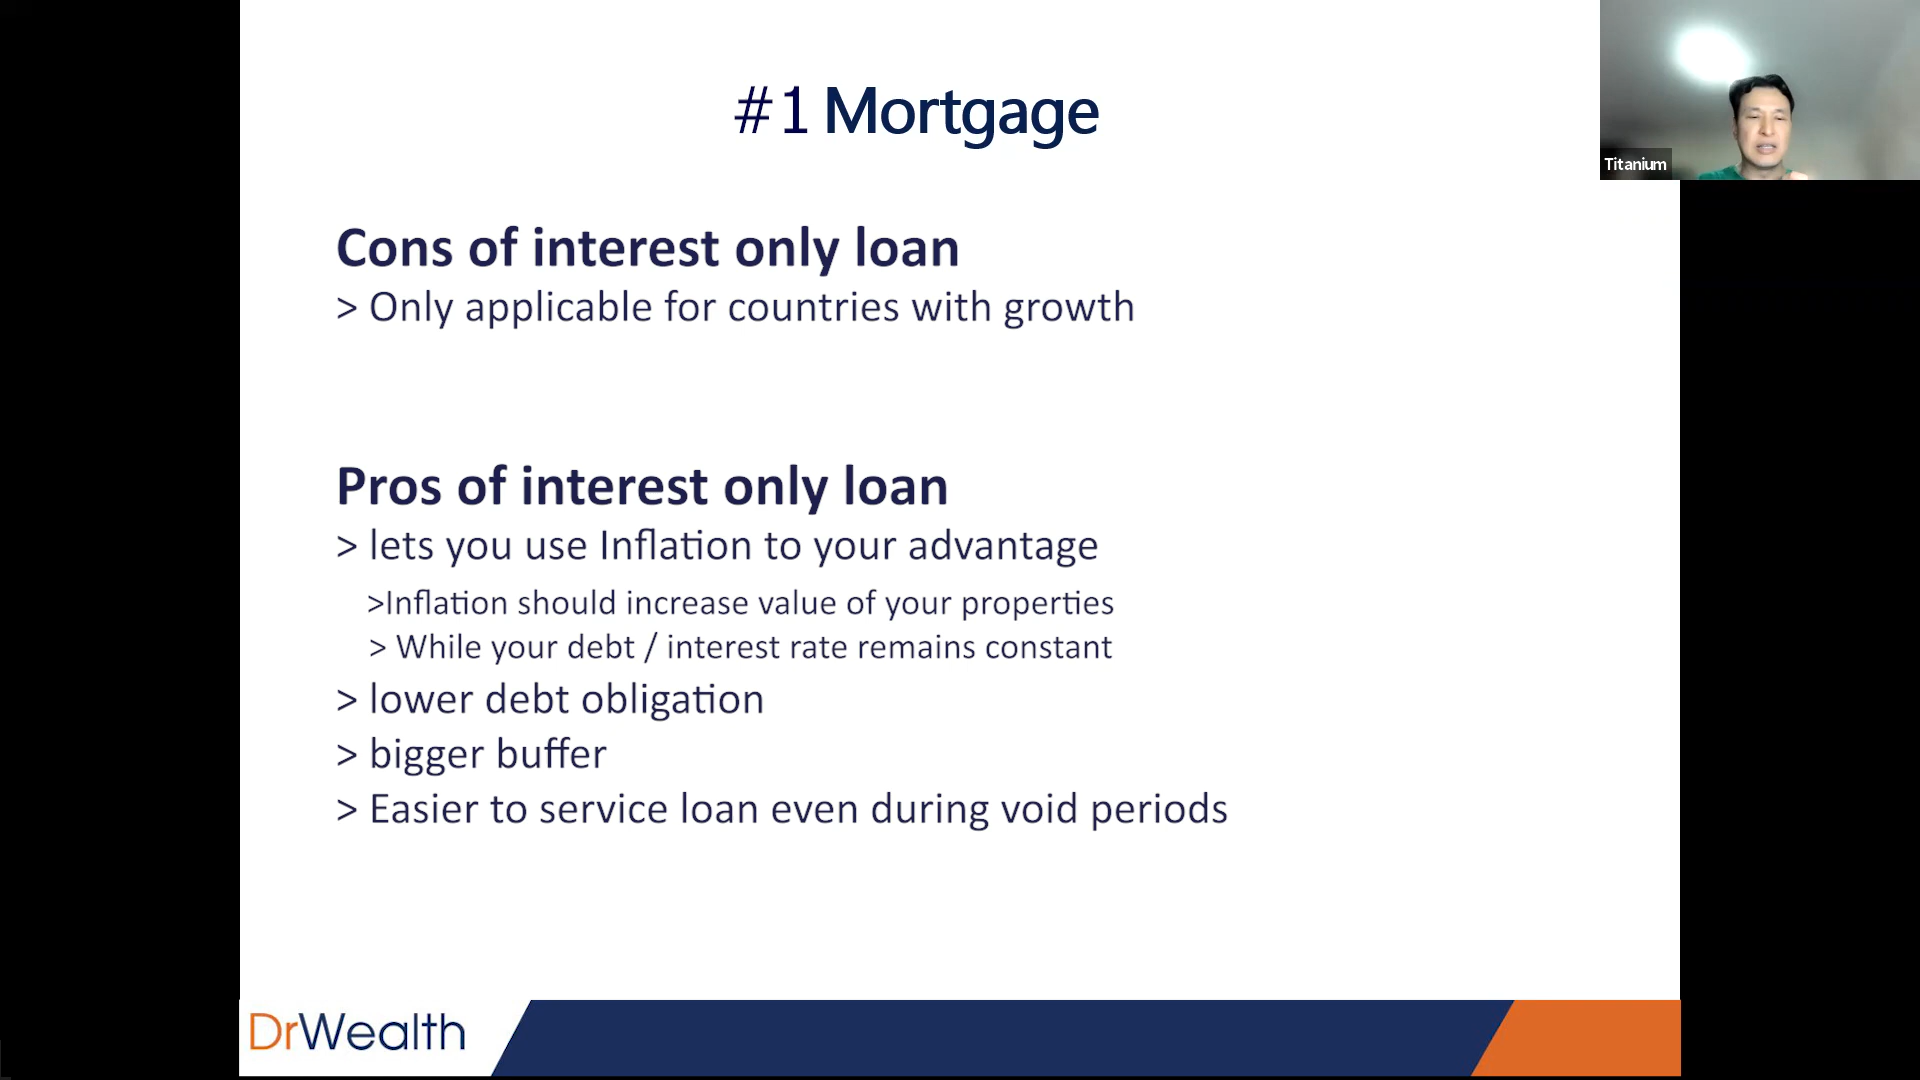 #1 Mortgage
Titanium
Cons of interest only loan
> Only applicable for countries with growth
Pros of interest only loan
> lets you use Inflation to your advantage
>Inflation should increase value of your properties
> While your debt / interest rate remains constant
> lower debt obligation
> bigger buffer
> Easier to service loan even during void periods
DrWealth